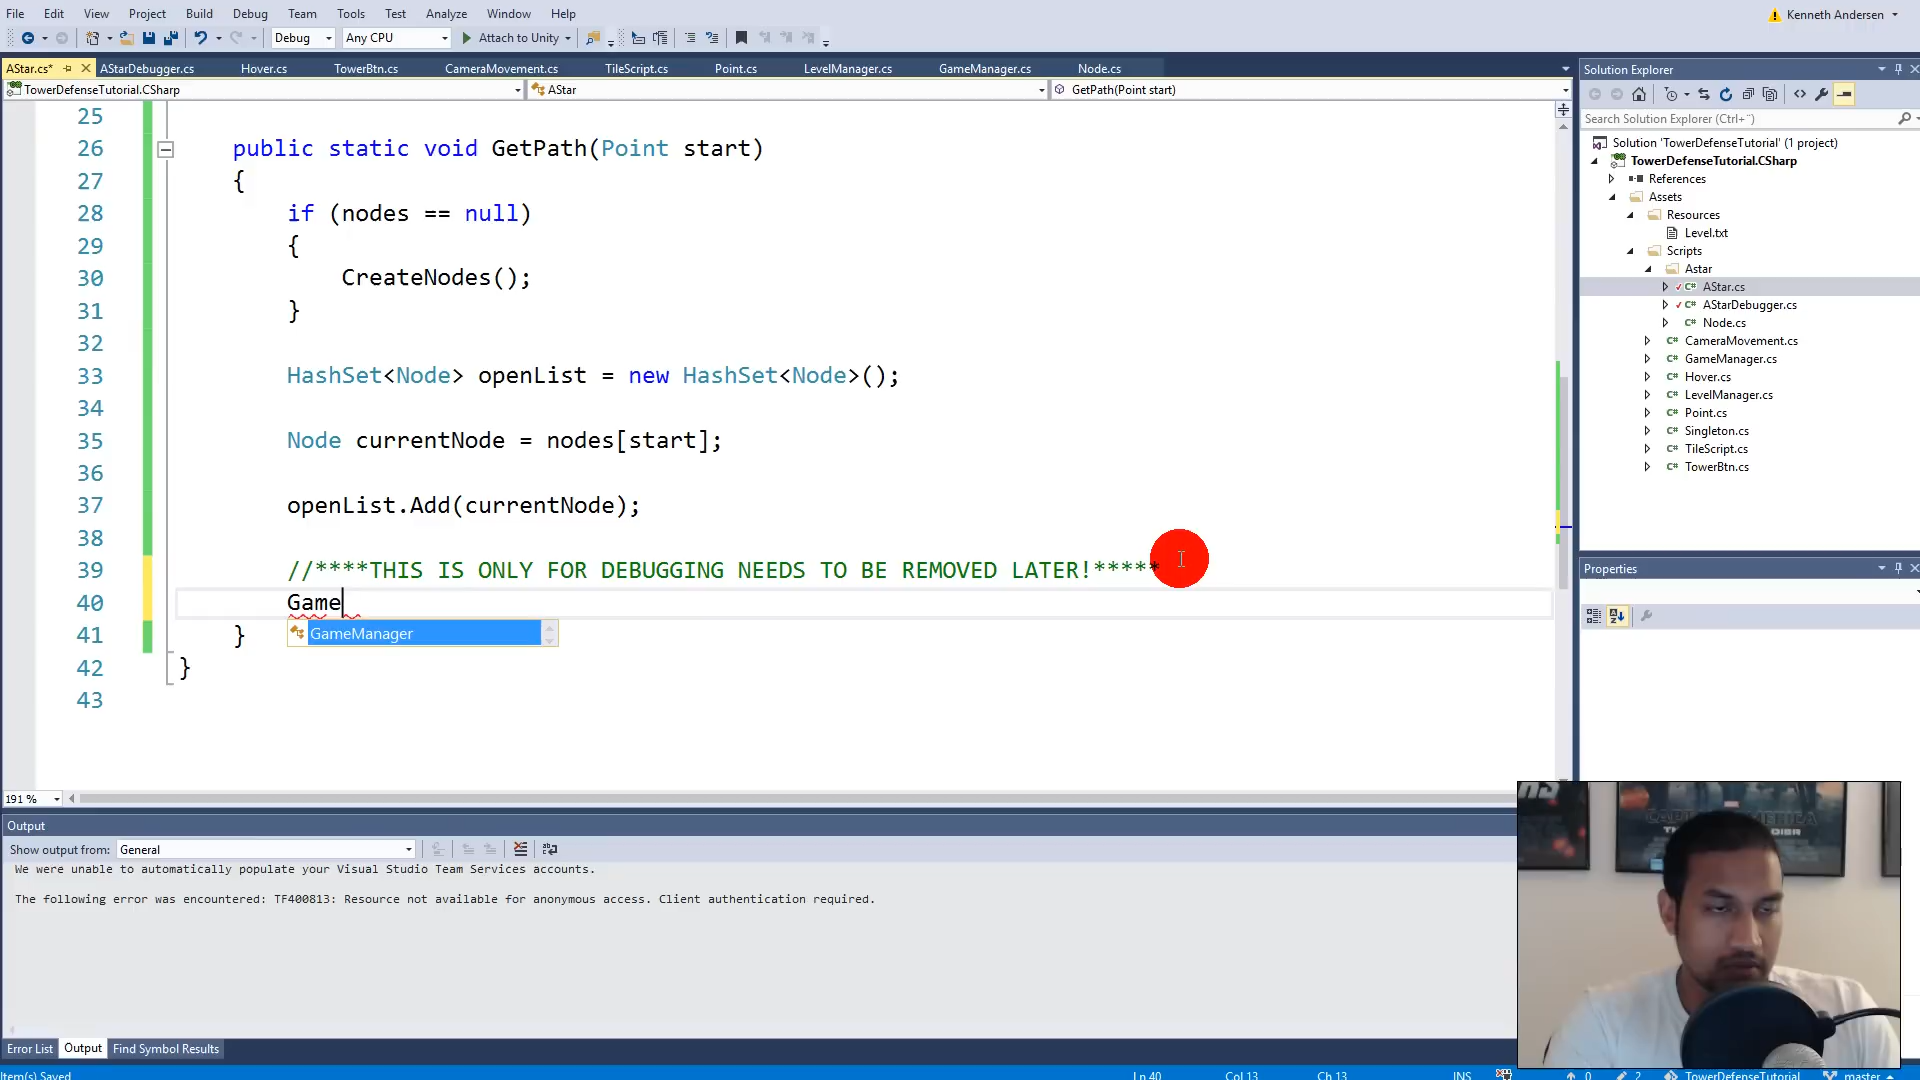 File Edit View Project Build Debug Team Tools Test Analyze Window Help
Kenneth Andersen
Debug Any CPU Attach to Unity
AStar.cs* AStarDebugger.cs Hover.cs TowerBtn.cs CameraMovement.cs TileScript.cs Point.cs LevelManager.cs GameManager.cs Node.cs
TowerDefenseTutorial.CSharp AStar GetPath(Point start)
25
26 public static void GetPath(Point start)
27 {
28 if (nodes == null)
29 {
30 CreateNodes();
31 }
32
33 HashSet<Node> openList = new HashSet<Node>();
34
35 Node currentNode = nodes[start];
36
37 openList.Add(currentNode);
38
39 //****THIS IS ONLY FOR DEBUGGING NEEDS TO BE REMOVED LATER!*****
40 Game
GameManager
41 }
42 }
43
191 %
Output
Show output from: General
We were unable to automatically populate your Visual Studio Team Services accounts.
The following error was encountered: TF400813: Resource not available for anonymous access. Client authentication required.
Error List Output Find Symbol Results
Item(s) Saved Ln 40 Col 13 Ch 13 INS 0 2 TowerDefenseTutorial master
Solution Explorer
Search Solution Explorer (Ctrl+¨)
Solution 'TowerDefenseTutorial' (1 project)
TowerDefenseTutorial.CSharp
References
Assets
Resources
Level.txt
Scripts
Astar
AStar.cs
AStarDebugger.cs
Node.cs
CameraMovement.cs
GameManager.cs
Hover.cs
LevelManager.cs
Point.cs
Singleton.cs
TileScript.cs
TowerBtn.cs
Properties